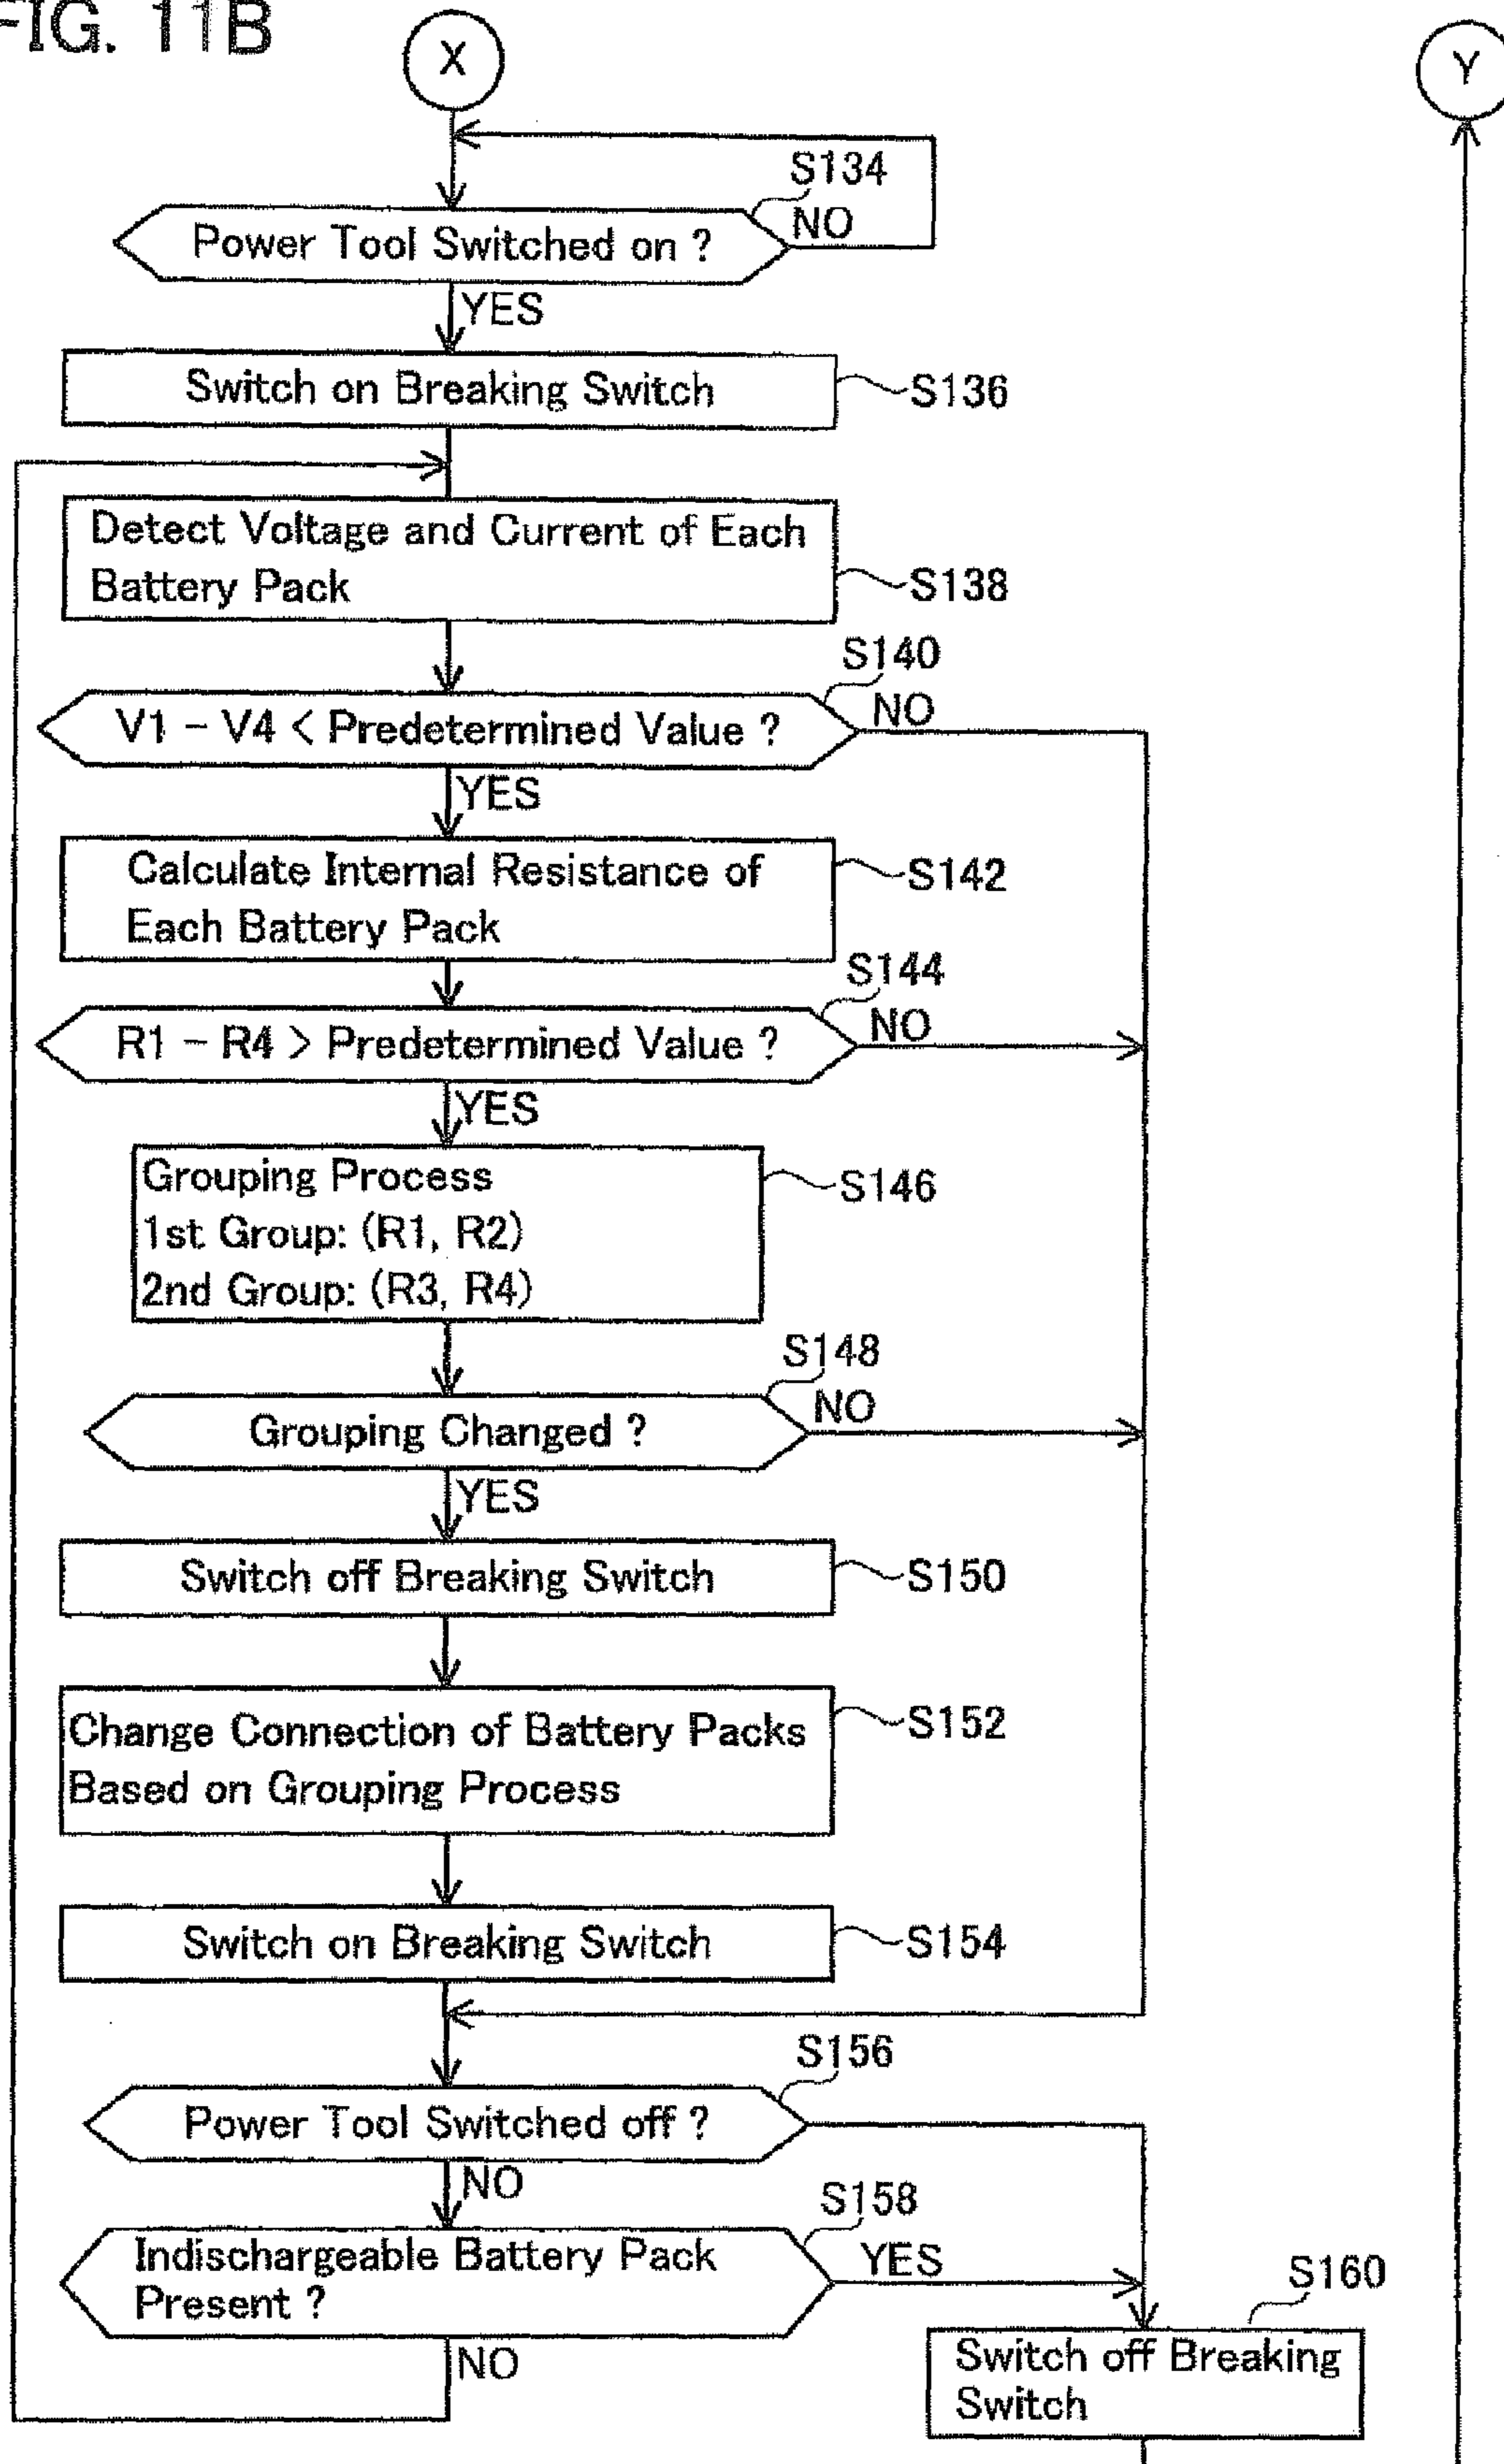 FIG. 11B
X
Y
S134
Power Tool Switched on ?
NO
YES
Switch on Breaking Switch
S136
Detect Voltage and Current of Each
Battery Pack
S138
S140
V1 – V4 < Predetermined Value ?
NO
YES
Calculate Internal Resistance of
Each Battery Pack
S142
S144
R1 – R4 > Predetermined Value ?
NO
YES
Grouping Process
1st Group: (R1, R2)
2nd Group: (R3, R4)
S146
S148
Grouping Changed ?
NO
YES
Switch off Breaking Switch
S150
Change Connection of Battery Packs
Based on Grouping Process
S152
Switch on Breaking Switch
S154
S156
Power Tool Switched off ?
NO
S158
Indischargeable Battery Pack
Present ?
YES
NO
S160
Switch off Breaking
Switch